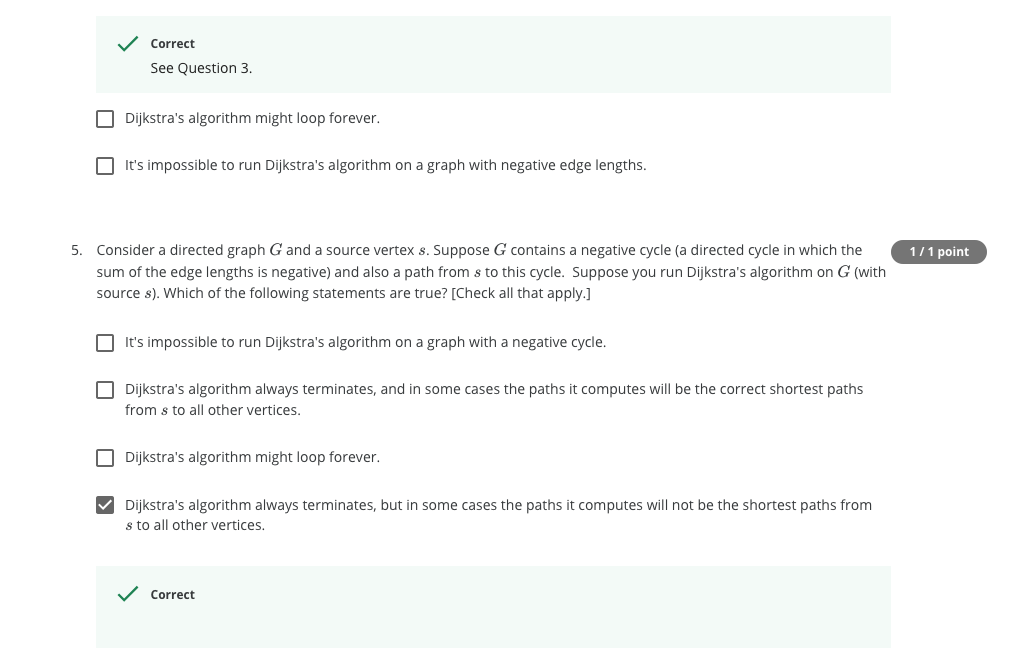 Correct
See Question 3.
Dijkstra's algorithm might loop forever.
It's impossible to run Dijkstra's algorithm on a graph with negative edge lengths.
5. Consider a directed graph G and a source vertex s. Suppose G contains a negative cycle (a directed cycle in which the
1 / 1 point
sum of the edge lengths is negative) and also a path from s to this cycle. Suppose you run Dijkstra's algorithm on G (with
source s). Which of the following statements are true? [Check all that apply.]
It's impossible to run Dijkstra's algorithm on a graph with a negative cycle.
Dijkstra's algorithm always terminates, and in some cases the paths it computes will be the correct shortest paths
from s to all other vertices.
Dijkstra's algorithm might loop forever.
Dijkstra's algorithm always terminates, but in some cases the paths it computes will not be the shortest paths from
s to all other vertices.
Correct